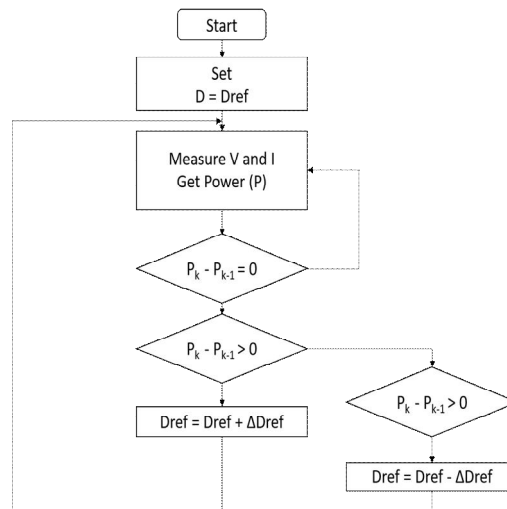 Start
Set
D = Dref
Measure V and I
Get Power (P)
Pₖ - Pₖ₋₁ = 0
Pₖ - Pₖ₋₁ > 0
Pₖ - Pₖ₋₁ > 0
Dref = Dref + ΔDref
Dref = Dref - ΔDref